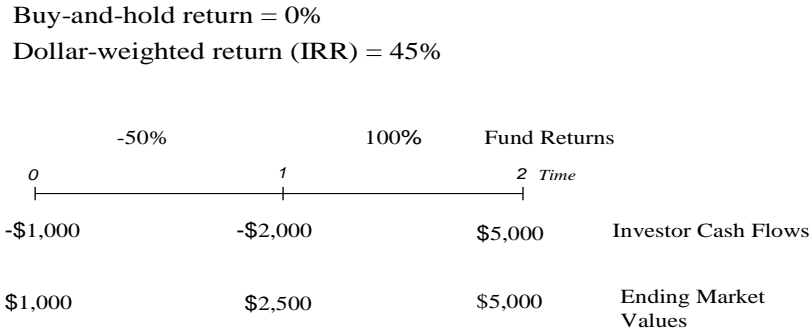 Buy-and-hold return = 0%
Dollar-weighted return (IRR) = 45%
-50% 100% Fund Returns
0 1 2 Time
-$1,000 -$2,000 $5,000 Investor Cash Flows
$1,000 $2,500 $5,000 Ending Market
Values